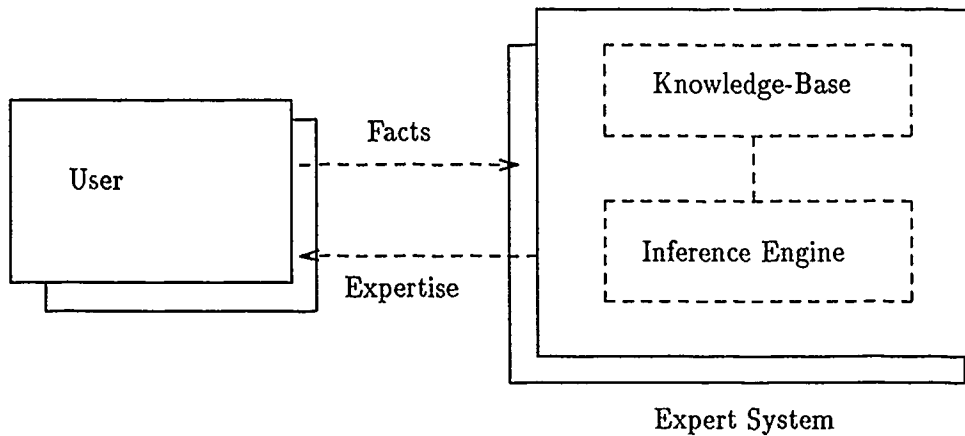 Knowledge-Base
Facts
User
Inference Engine
Expertise
Expert System